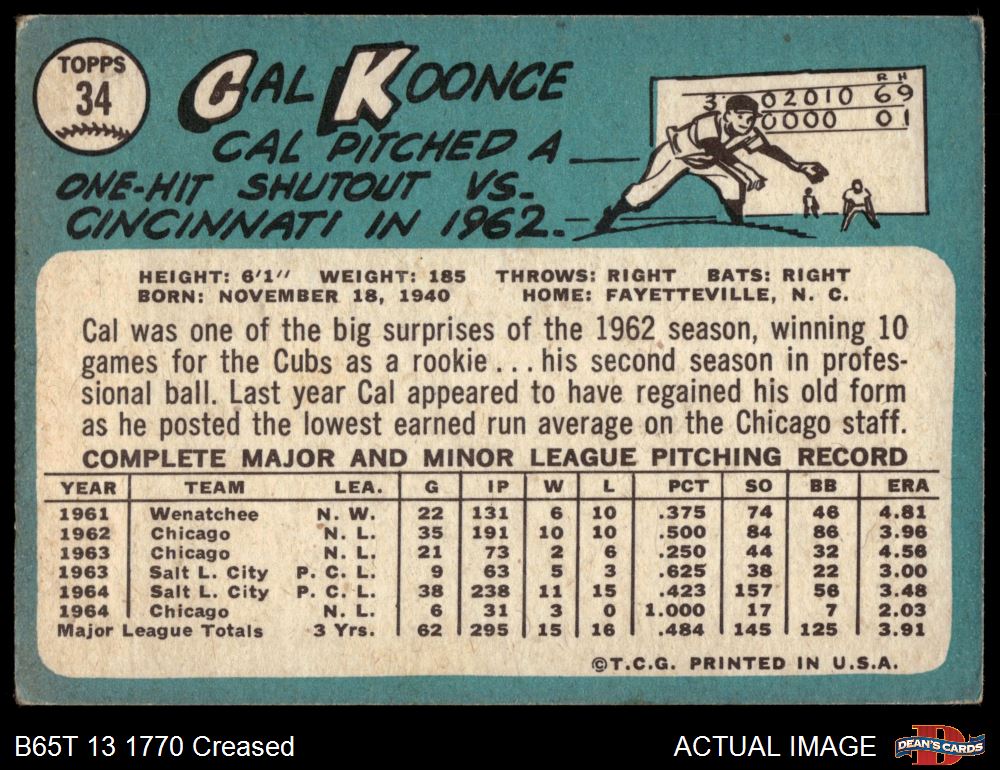 TOPPS
34
CAL KOONCE
CAL PITCHED A
ONE-HIT SHUTOUT VS.
CINCINNATI IN 1962.
R H
3 02010 69
0000 01
HEIGHT: 6'1" WEIGHT: 185 THROWS: RIGHT BATS: RIGHT
BORN: NOVEMBER 18, 1940 HOME: FAYETTEVILLE, N. C.
Cal was one of the big surprises of the 1962 season, winning 10
games for the Cubs as a rookie . . . his second season in profes-
sional ball. Last year Cal appeared to have regained his old form
as he posted the lowest earned run average on the Chicago staff.
COMPLETE MAJOR AND MINOR LEAGUE PITCHING RECORD
YEAR TEAM LEA. G IP W L PCT SO BB ERA
1961 Wenatchee N. W. 22 131 6 10 .375 74 46 4.81
1962 Chicago N. L. 35 191 10 10 .500 84 86 3.96
1963 Chicago N. L. 21 73 2 6 .250 44 32 4.56
1963 Salt L. City P. C. L. 9 63 5 3 .625 38 22 3.00
1964 Salt L. City P. C. L. 38 238 11 15 .423 157 56 3.48
1964 Chicago N. L. 6 31 3 0 1.000 17 7 2.03
Major League Totals 3 Yrs. 62 295 15 16 .484 145 125 3.91
©T.C.G. PRINTED IN U.S.A.
B65T 13 1770 Creased
ACTUAL IMAGE
DEAN'S CARDS